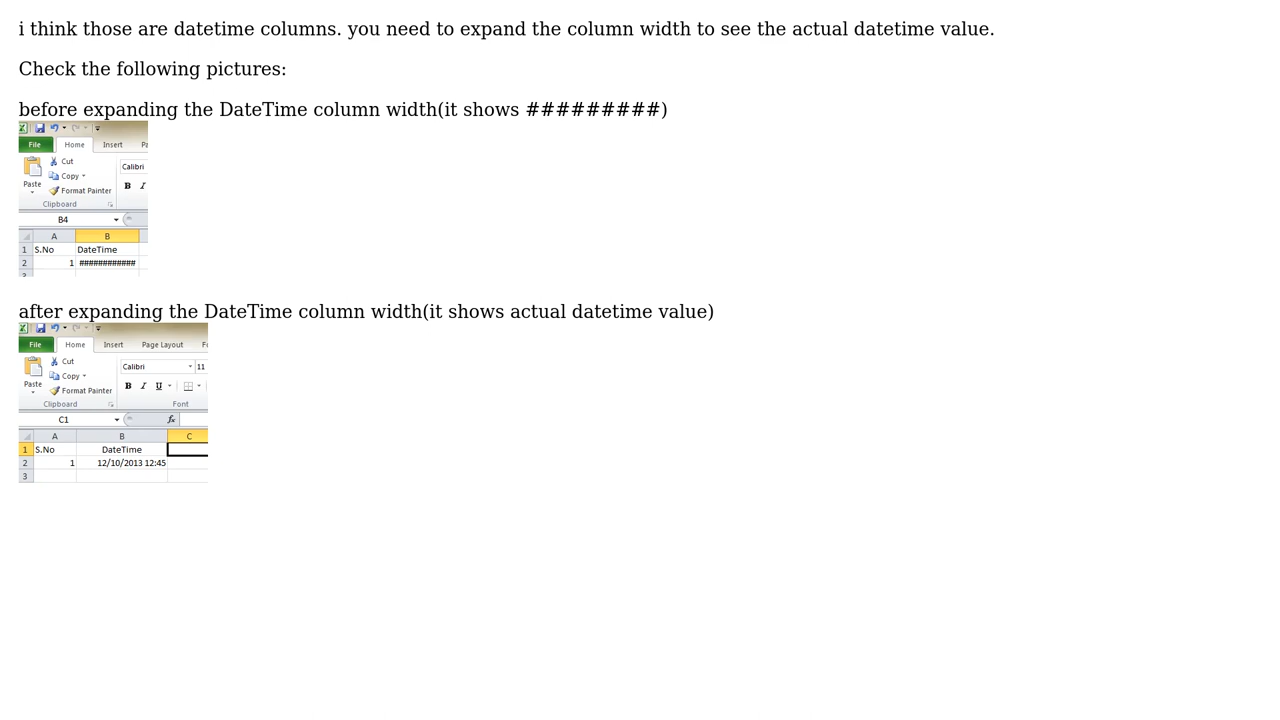 i think those are datetime columns. you need to expand the column width to see the actual datetime value.
Check the following pictures:
before expanding the DateTime column width(it shows #########)
File Home Insert Pa
Cut
Copy
Format Painter
Paste
Calibri
B I
Clipboard
B4
A B
1 S.No DateTime
2 1 ############
after expanding the DateTime column width(it shows actual datetime value)
File Home Insert Page Layout F
Cut
Copy
Format Painter
Paste
Calibri 11
B I U
Clipboard Font
C1 fx
A B C
1 S.No DateTime
2 1 12/10/2013 12:45
3